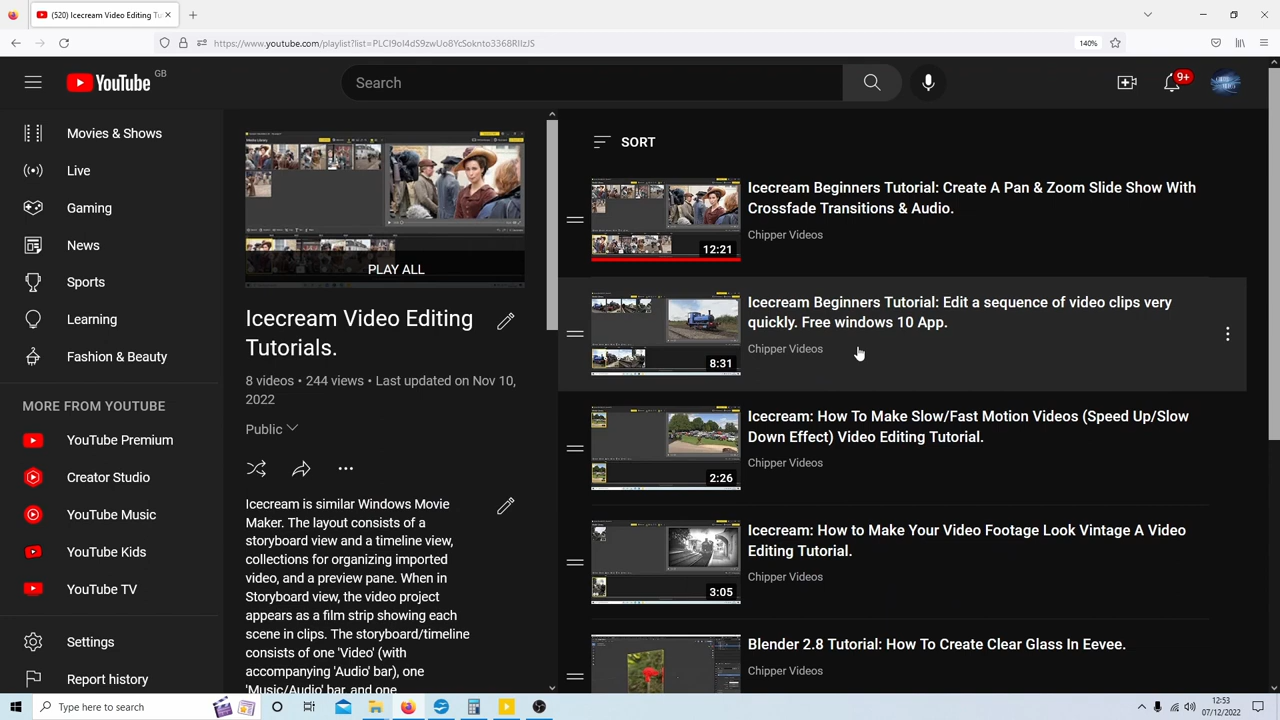 (520) Icecream Video Editing Tu
https://www.youtube.com/playlist?list=PLCI9oI4dS9zwUo8YcSoknto3368RIIzJS
140%
YouTube GB
Search
9+
Movies & Shows
Live
Gaming
News
Sports
Learning
Fashion & Beauty
MORE FROM YOUTUBE
YouTube Premium
Creator Studio
YouTube Music
YouTube Kids
YouTube TV
Settings
Report history
PLAY ALL
Icecream Video Editing
Tutorials.
8 videos • 244 views • Last updated on Nov 10,
2022
Public
Icecream is similar Windows Movie
Maker. The layout consists of a
storyboard view and a timeline view,
collections for organizing imported
video, and a preview pane. When in
Storyboard view, the video project
appears as a film strip showing each
scene in clips. The storyboard/timeline
consists of one 'Video' (with
accompanying 'Audio' bar), one
'Music/Audio' bar, and one
SORT
Icecream Beginners Tutorial: Create A Pan & Zoom Slide Show With
Crossfade Transitions & Audio.
Chipper Videos
12:21
Icecream Beginners Tutorial: Edit a sequence of video clips very
quickly. Free windows 10 App.
Chipper Videos
8:31
Icecream: How To Make Slow/Fast Motion Videos (Speed Up/Slow
Down Effect) Video Editing Tutorial.
Chipper Videos
2:26
Icecream: How to Make Your Video Footage Look Vintage A Video
Editing Tutorial.
Chipper Videos
3:05
Blender 2.8 Tutorial: How To Create Clear Glass In Eevee.
Chipper Videos
Type here to search
12:53
07/12/2022